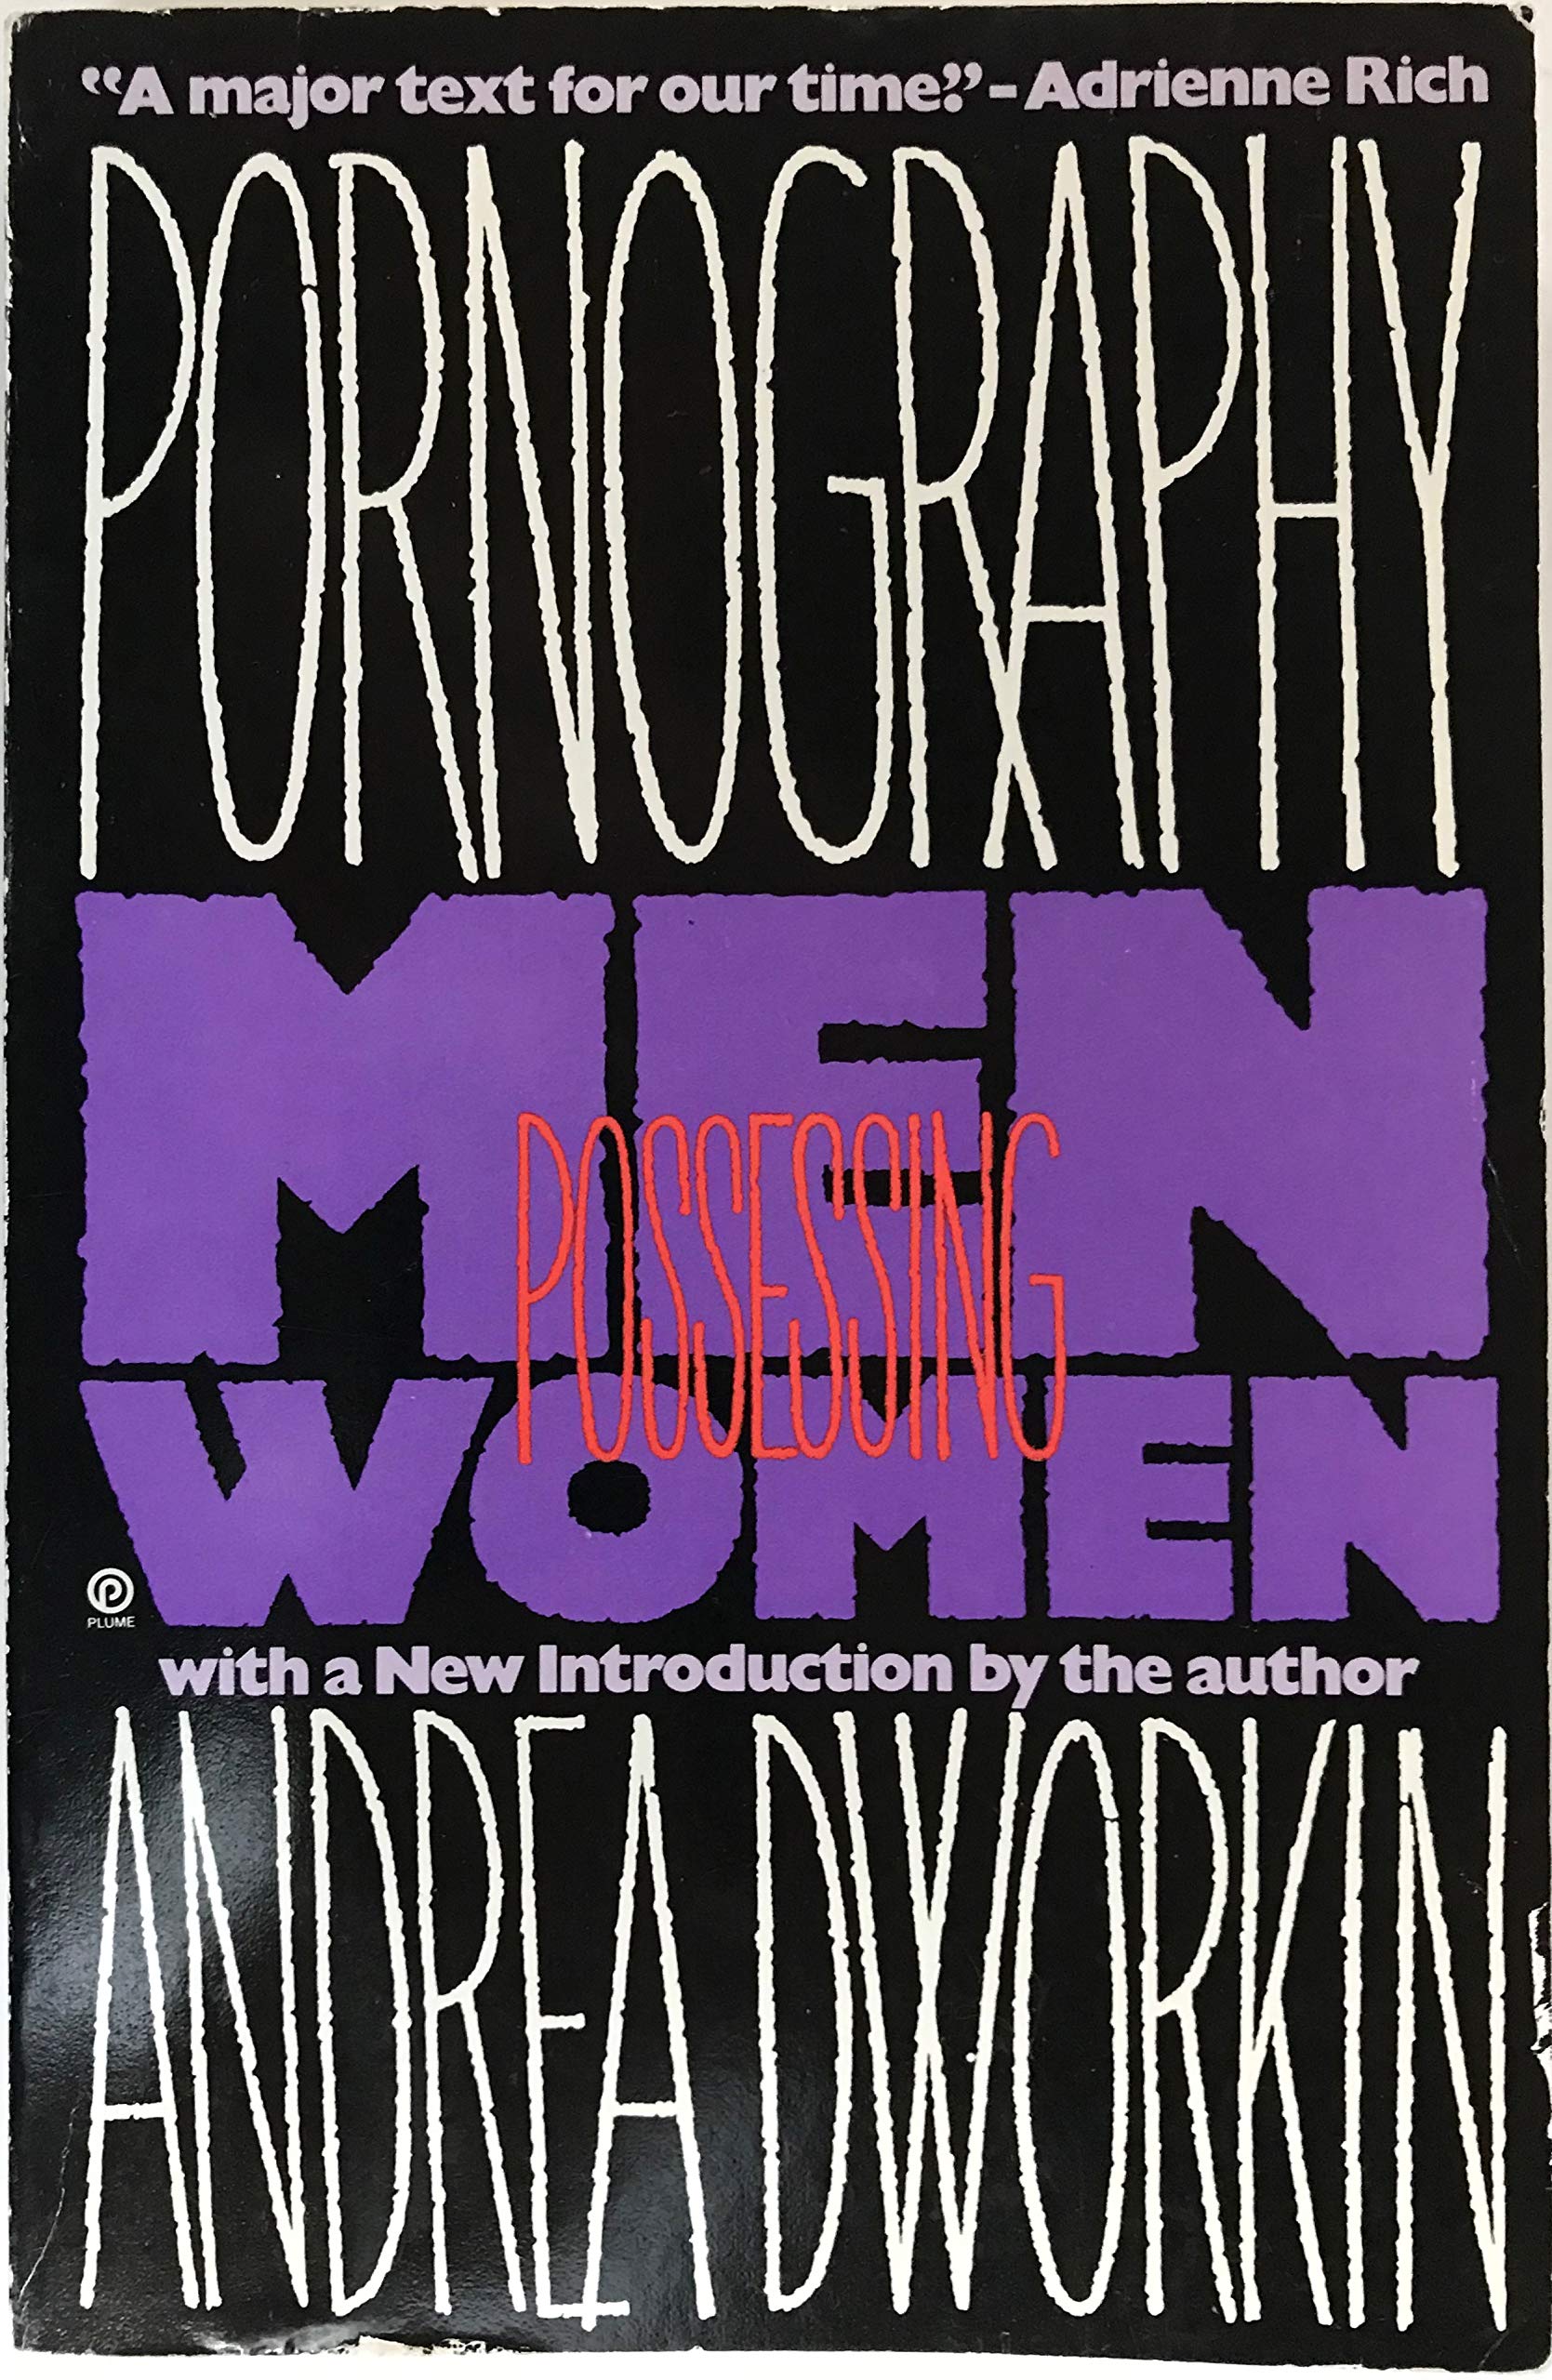 “A major text for our time.”–Adrienne Rich
PORNOGRAPHY
MEN
POSSESSING
WOMEN
PLUME
with a New Introduction by the author
ANDREA DWORKIN